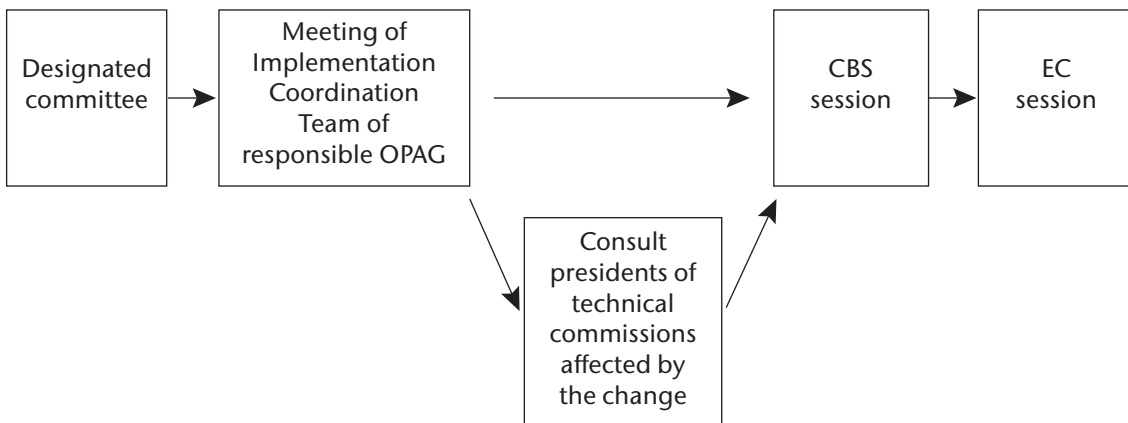 Designated
committee
Meeting of
Implementation
Coordination
Team of
responsible OPAG
CBS
session
EC
session
Consult
presidents of
technical
commissions
affected by
the change